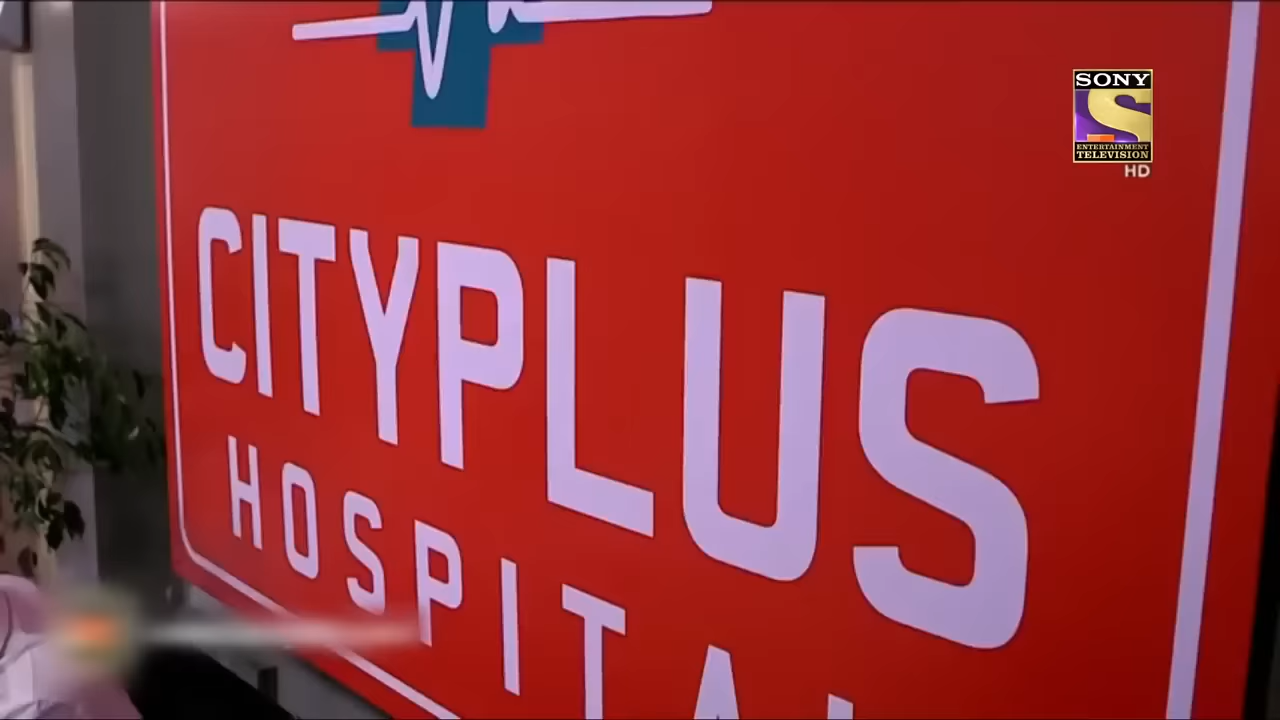 CITYPLUS
HOSPITAL
SONY
ENTERTAINMENT
TELEVISION
HD